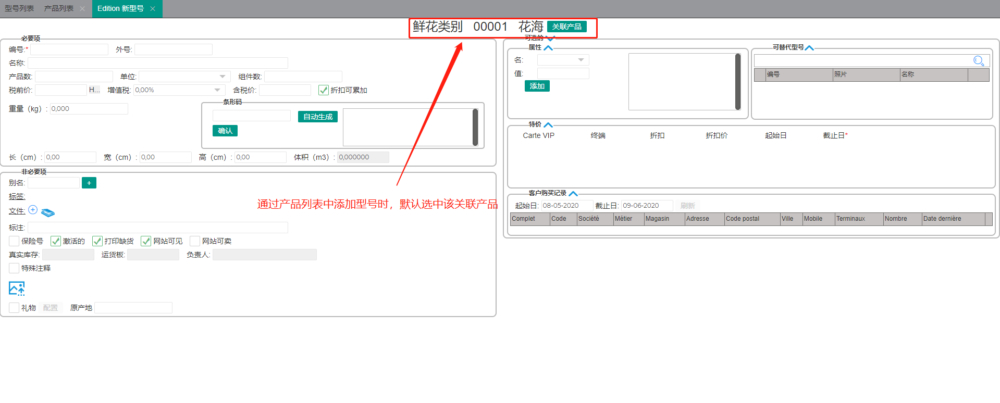 型号列表 产品列表 Edition 新型号
鲜花类别 00001 花海 关联产品
必要项
编号:* 外号:
名称:
产品数: 单位: 组件数:
税前价: H... 增值税: 0,00% 含税价: 折扣可累加
重量（kg）: 0,000
条形码
自动生成
确认
长（cm）: 0,00 宽（cm）: 0,00 高（cm）: 0,00 体积（m3）: 0,000000
非必要项
别名: +
标签:
文件:
标注:
保险号 激活的 打印缺货 网站可见 网站可卖
真实库存: 运货板: 负责人:
特殊注释
礼物 配置 原产地
通过产品列表中添加型号时，默认选中该关联产品
可选的
属性
名:
值:
添加
可替代型号
编号 照片 名称
特价
Carte VIP 终端 折扣 折扣价 起始日 截止日*
客户购买记录
起始日: 08-05-2020 截止日: 09-06-2020 刷新
Complet Code Société Métier Magasin Adresse Code postal Ville Mobile Terminaux Nombre Date dernière